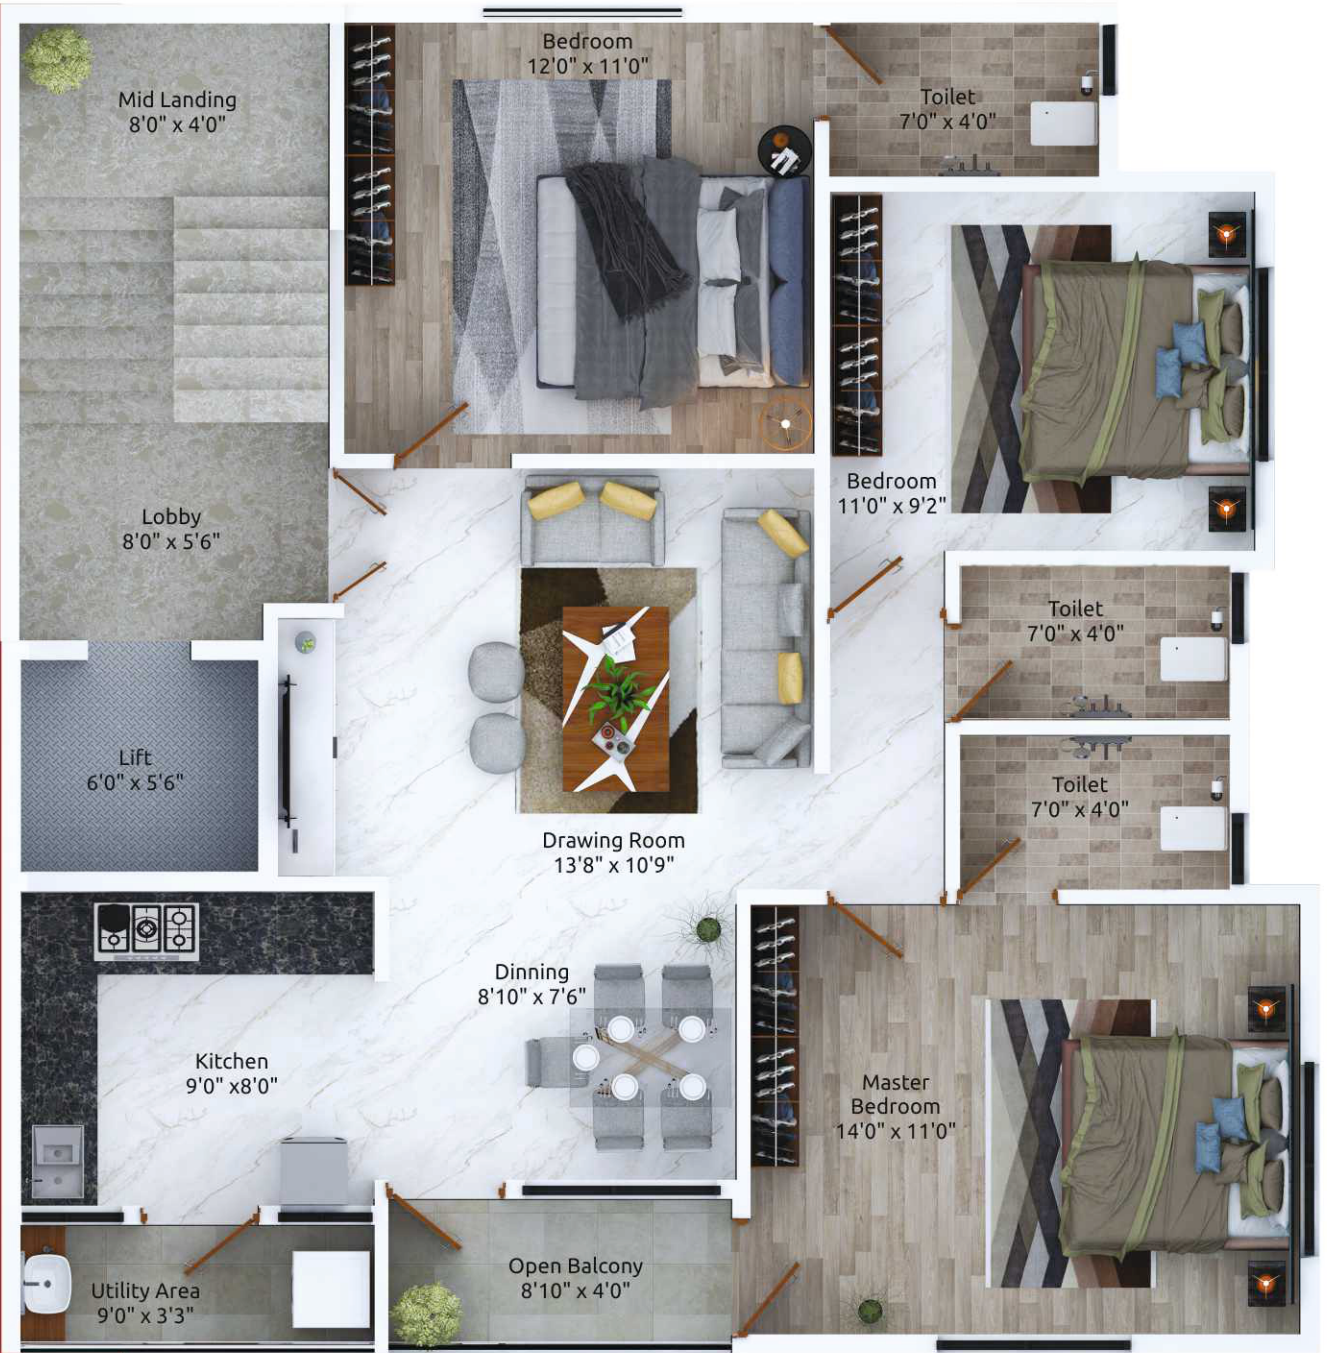 Bedroom
12'0" x 11'0"
Mid Landing
8'0" x 4'0"
Toilet
7'0" x 4'0"
Bedroom
11'0" x 9'2"
Lobby
8'0" x 5'6"
Toilet
7'0" x 4'0"
Lift
6'0" x 5'6"
Toilet
7'0" x 4'0"
Drawing Room
13'8" x 10'9"
Dinning
8'10" x 7'6"
Kitchen
9'0" x8'0"
Master
Bedroom
14'0" x 11'0"
Open Balcony
8'10" x 4'0"
Utility Area
9'0" x 3'3"